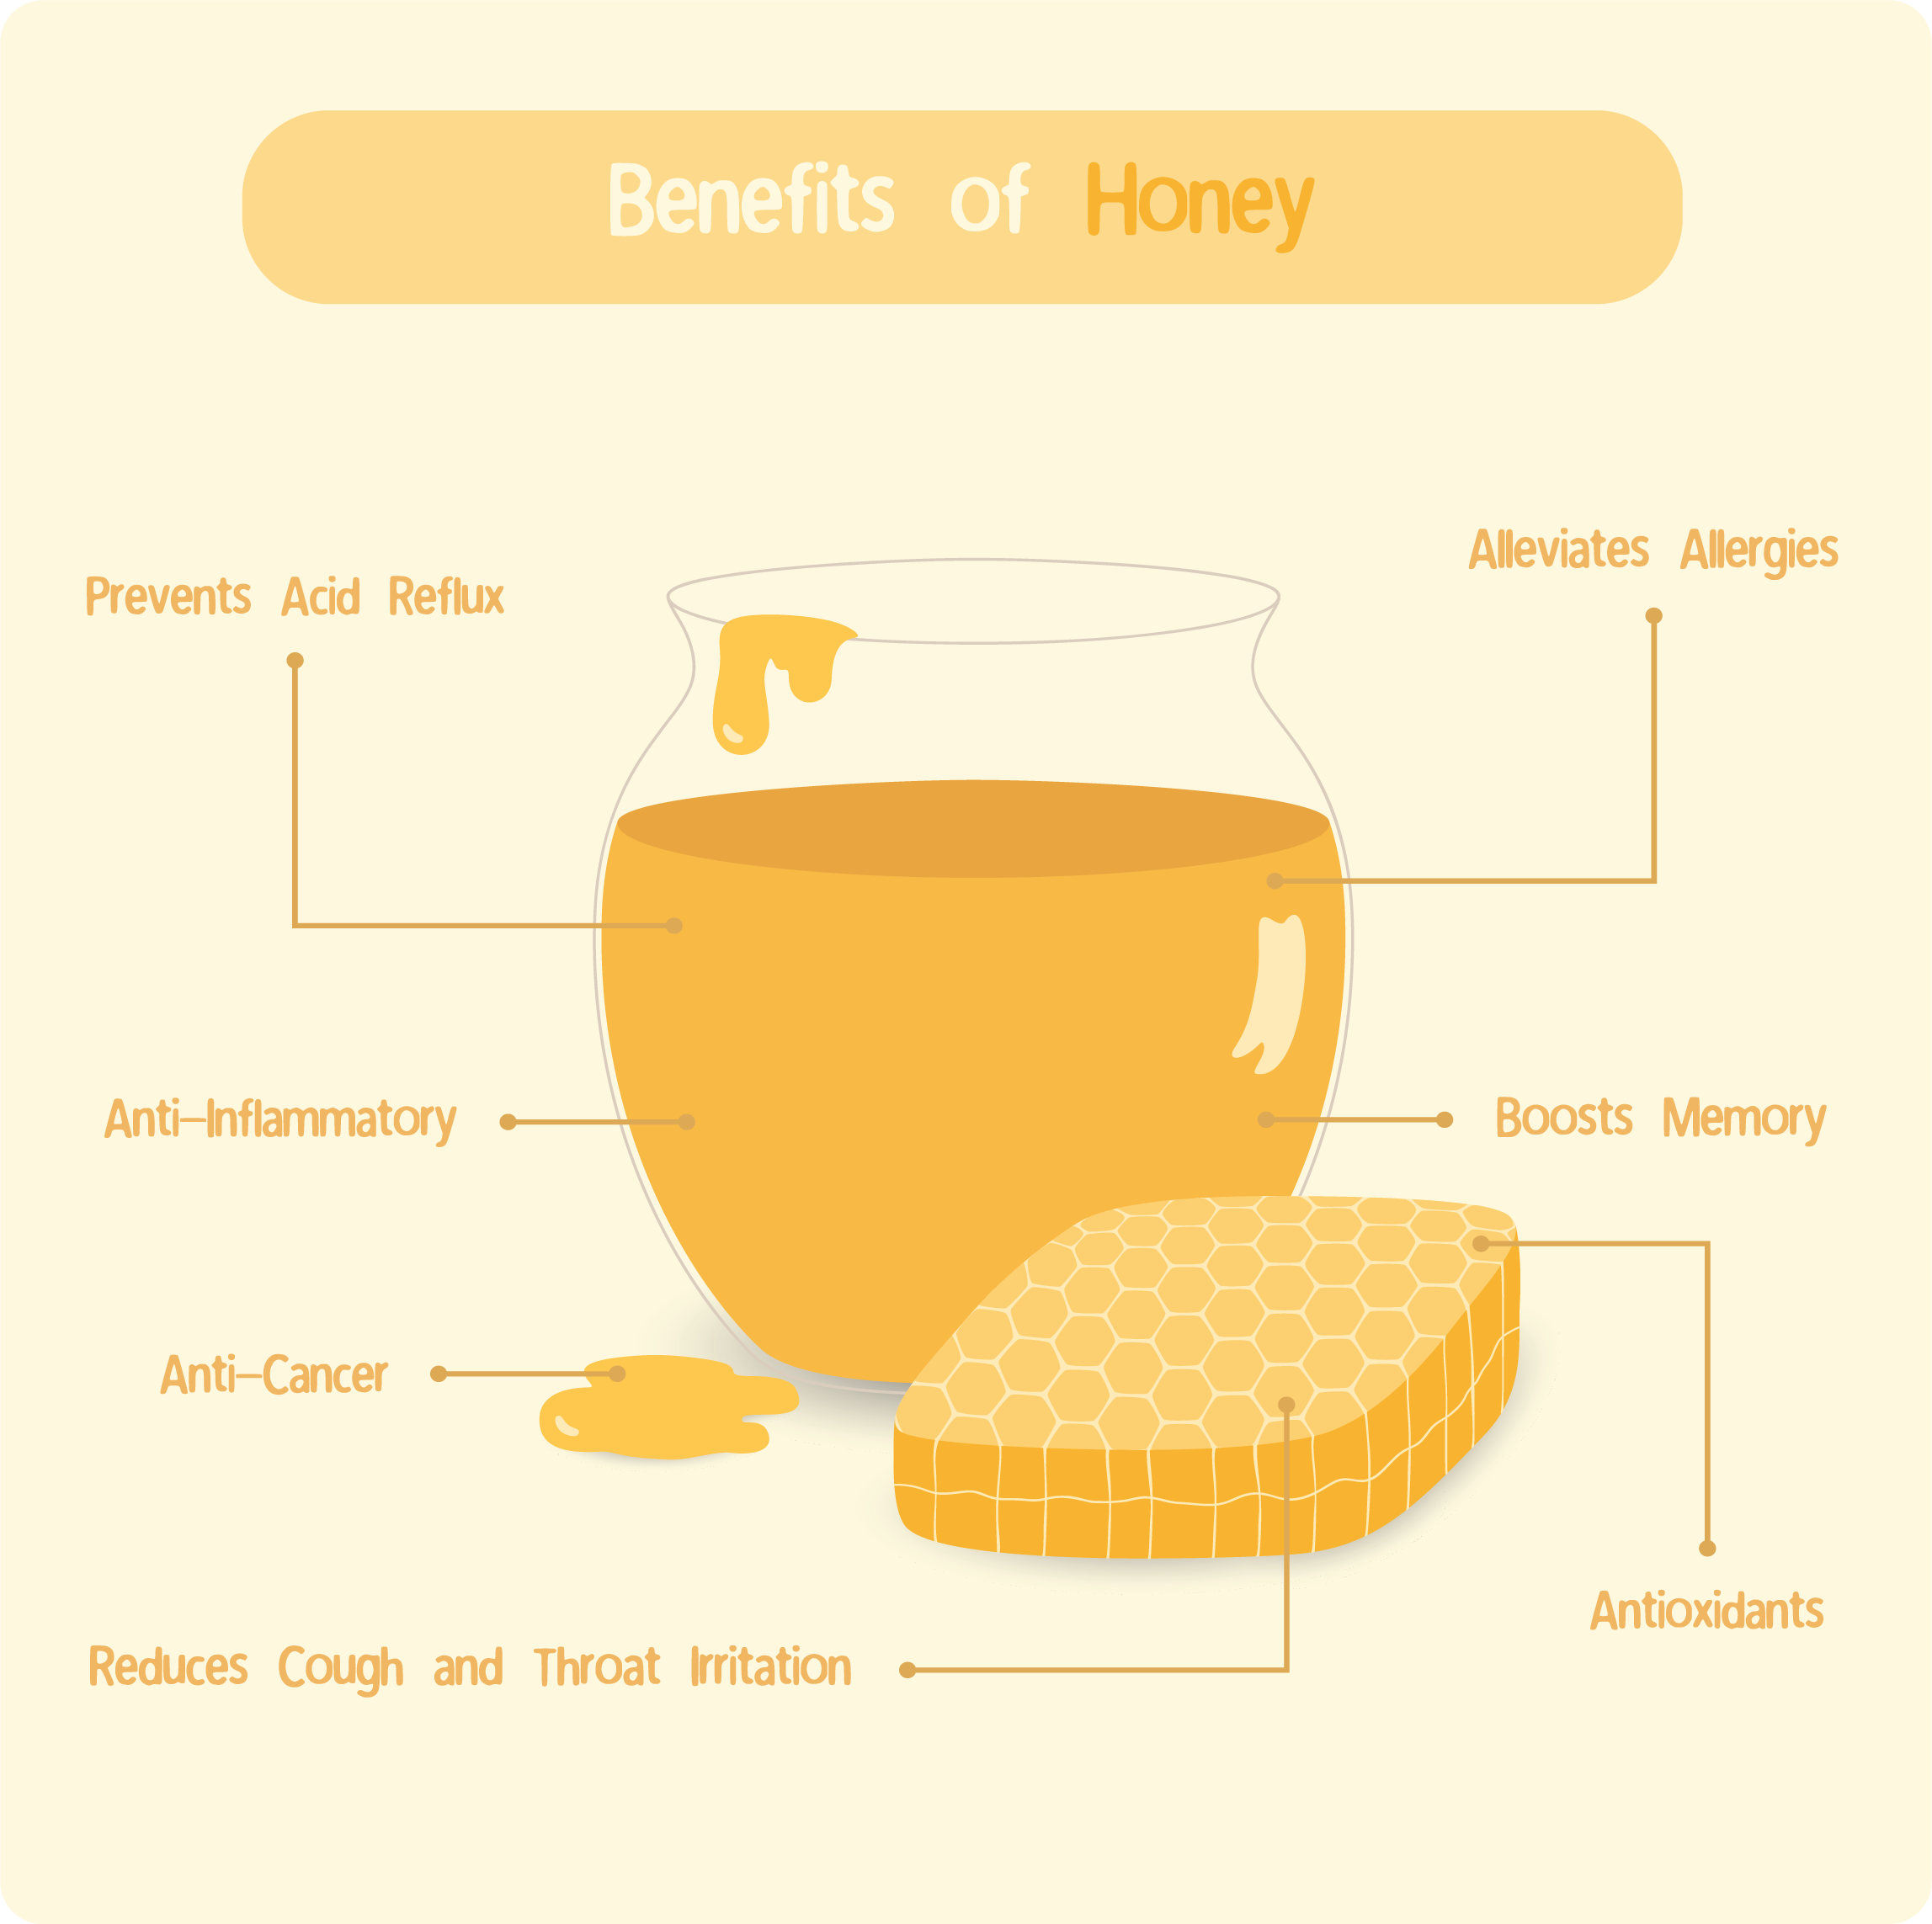 Benefits of Honey
Alleviates Allergies
Prevents Acid Reflux
Anti-Inflammatory
Boosts Memory
Anti-Cancer
Antioxidants
Reduces Cough and Throat Irritation